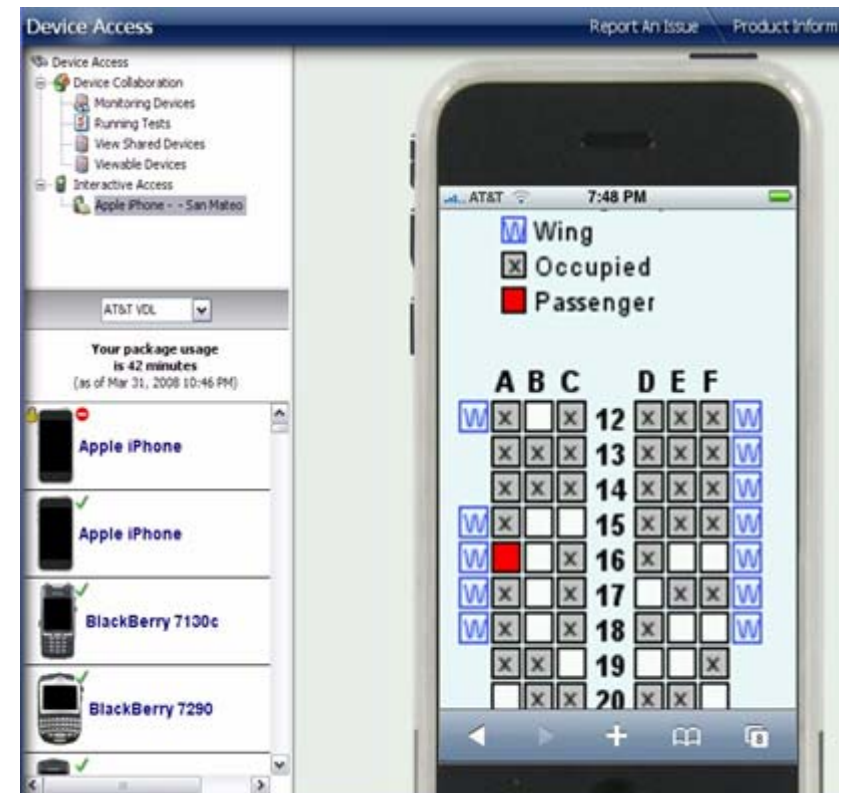 Device Access
Report An Issue
Product Inform
Device Access
Device Collaboration
Monitoring Devices
Running Tests
View Shared Devices
Viewable Devices
Interactive Access
Apple iPhone - - San Mateo
AT&T VDL
Your package usage
is 42 minutes
(as of Mar 31, 2008 10:46 PM)
Apple iPhone
Apple iPhone
BlackBerry 7130c
BlackBerry 7290
AT&T 7:48 PM
W Wing
X Occupied
Passenger
A B C D E F
W X X 12 X X X W
X X X 13 X X X W
X X X 14 X X X W
W X 15 X X X W
W X 16 X W
W X X 17 X X W
W X X 18 X W
X X 19 X
X X 20 X X
8